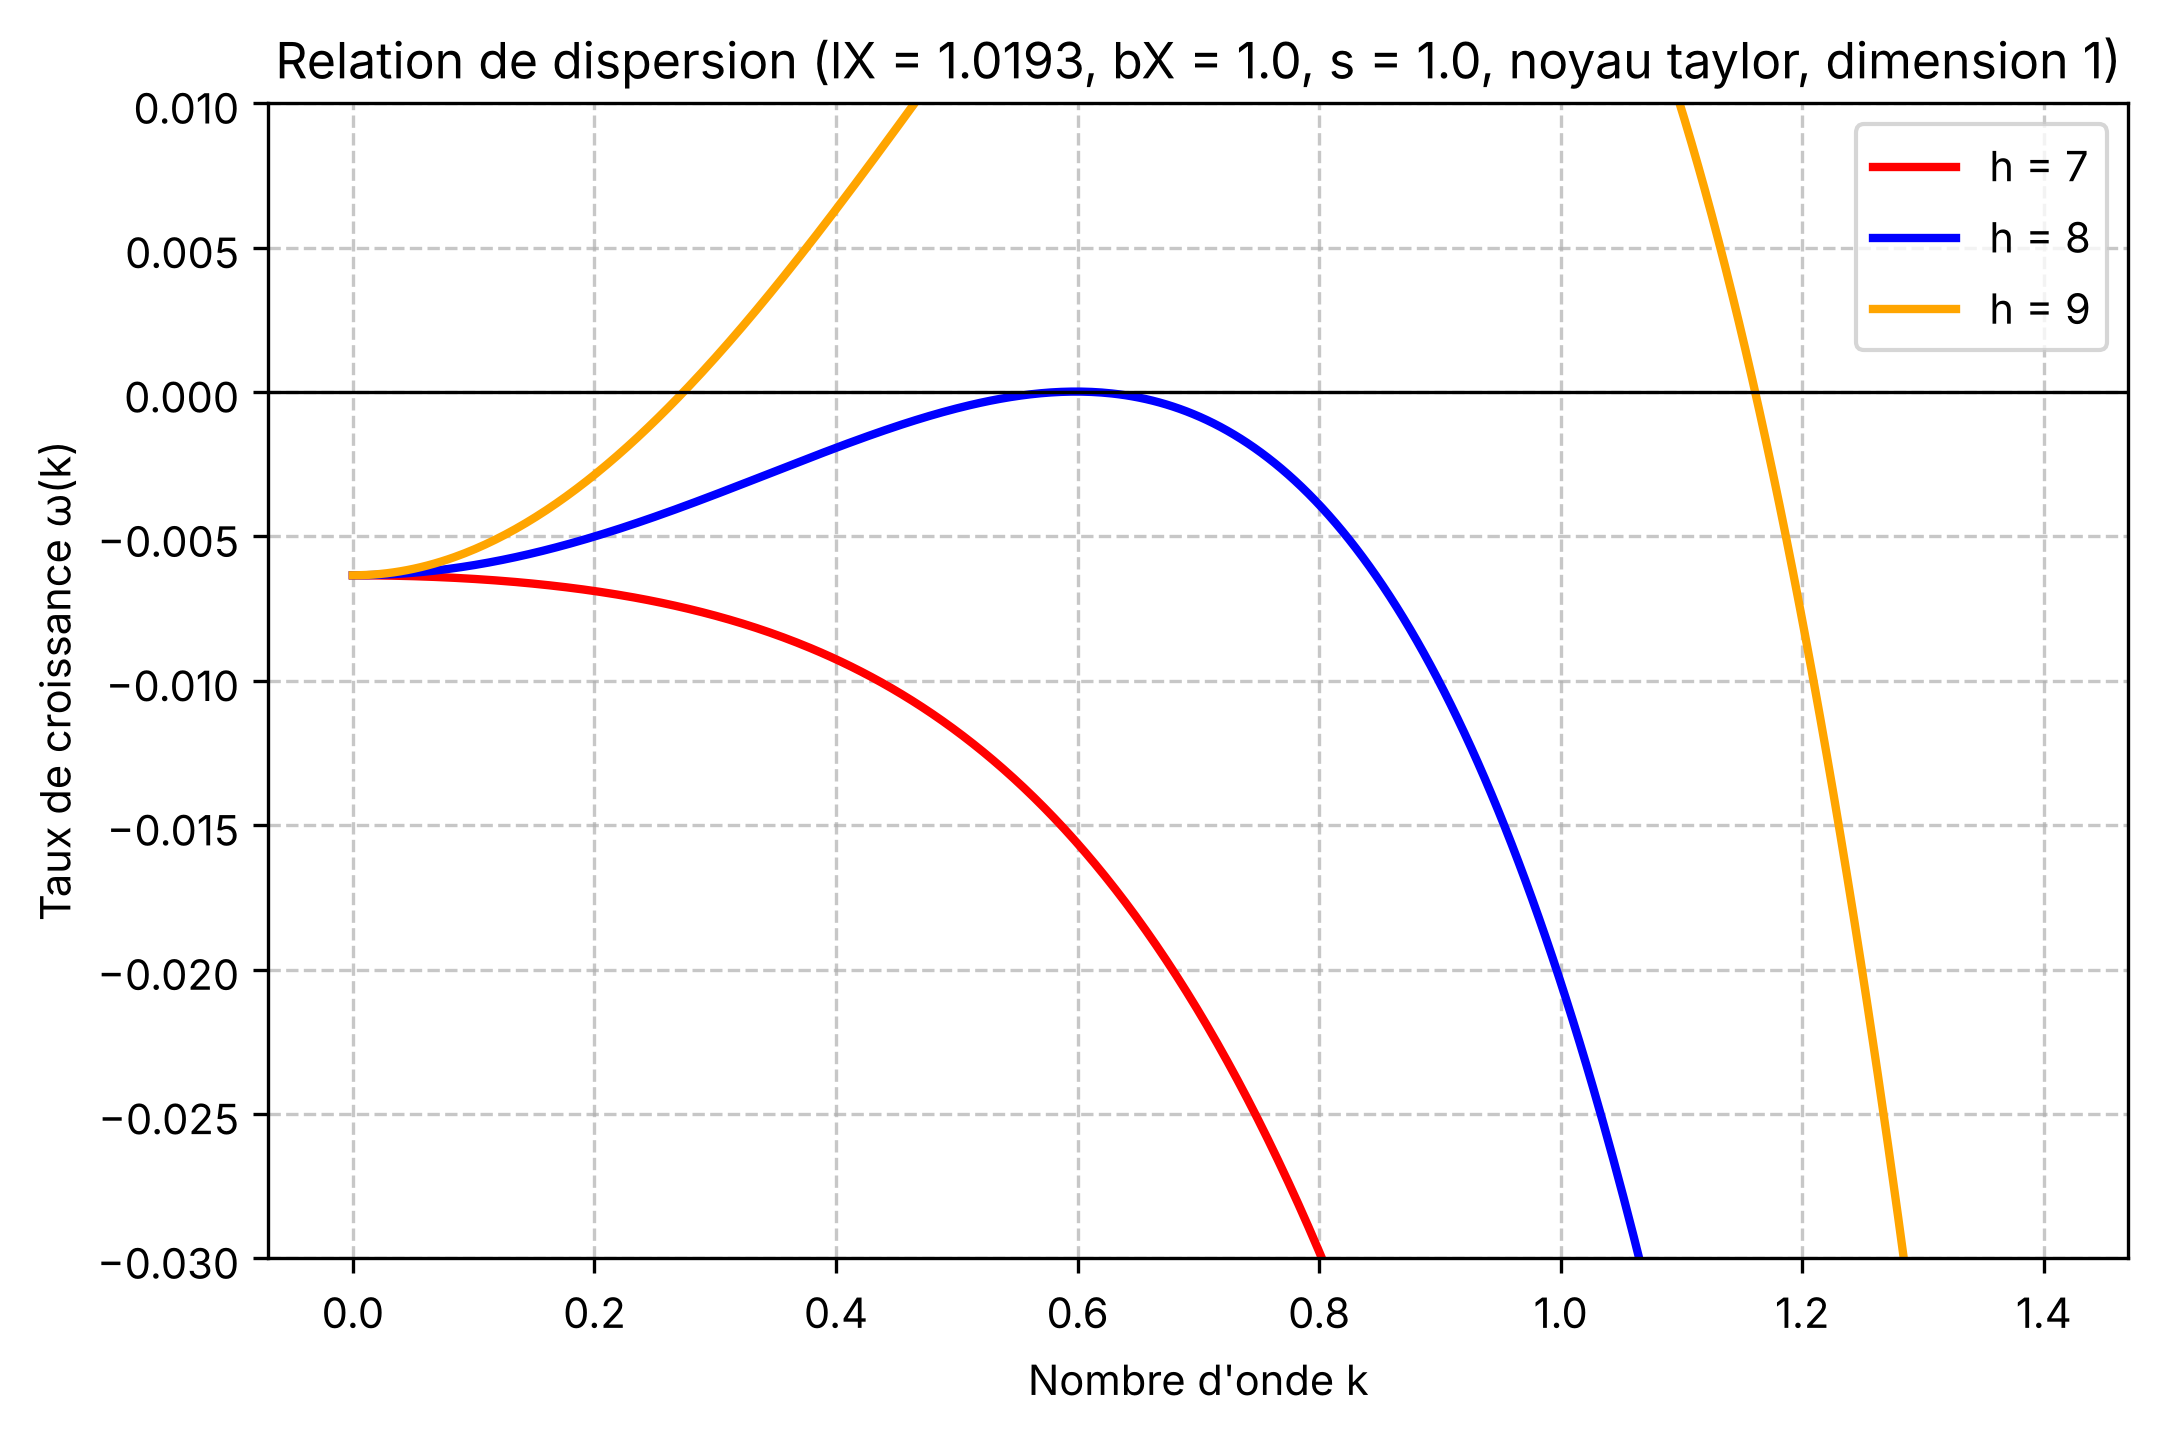 Relation de dispersion (lX = 1.0193, bX = 1.0, s = 1.0, noyau taylor, dimension 1)
0.010
0.005
0.000
−0.005
−0.010
−0.015
−0.020
−0.025
−0.030
Taux de croissance ω(k)
h = 7
h = 8
h = 9
0.0 0.2 0.4 0.6 0.8 1.0 1.2 1.4
Nombre d'onde k